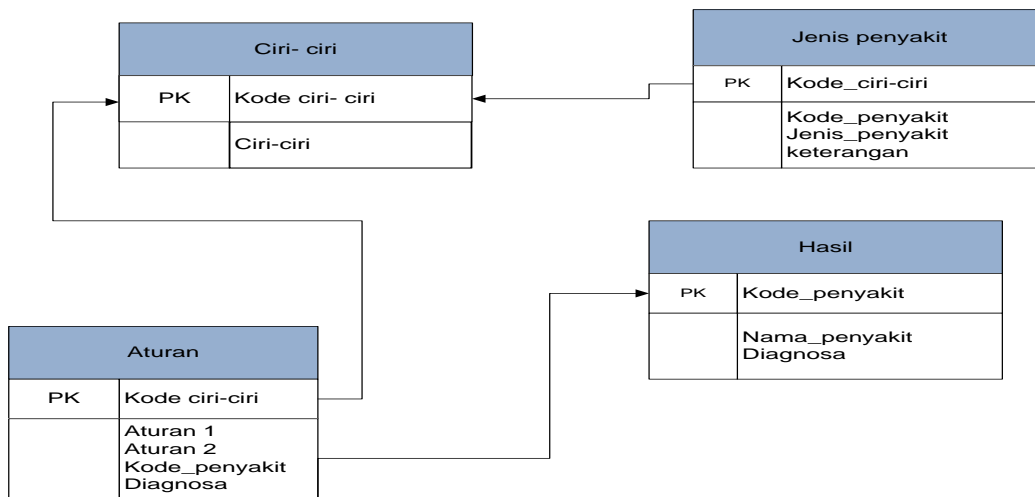 Ciri- ciri
PK Kode ciri- ciri
Ciri-ciri
Jenis penyakit
PK Kode_ciri-ciri
Kode_penyakit
Jenis_penyakit
keterangan
Hasil
PK Kode_penyakit
Nama_penyakit
Diagnosa
Aturan
PK Kode ciri-ciri
Aturan 1
Aturan 2
Kode_penyakit
Diagnosa